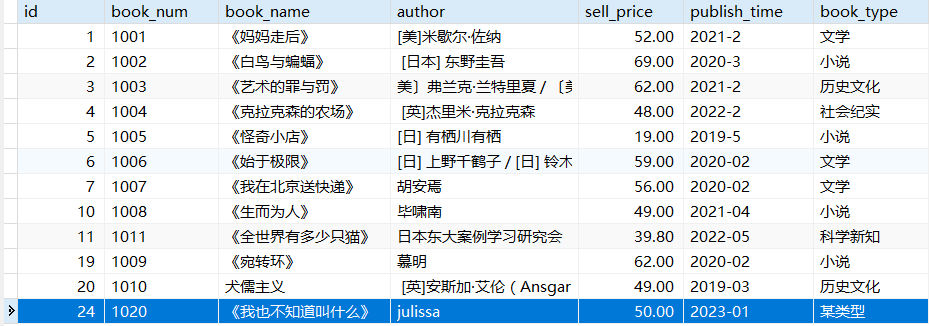 id book_num book_name author sell_price publish_time book_type
1 1001 《妈妈走后》 [美]米歇尔·佐纳 52.00 2021-2 文学
2 1002 《白鸟与蝙蝠》 [日本] 东野圭吾 69.00 2020-3 小说
3 1003 《艺术的罪与罚》 美〕弗兰克·兰特里夏 / 〔美 62.00 2021-2 历史文化
4 1004 《克拉克森的农场》 [英]杰里米·克拉克森 48.00 2022-2 社会纪实
5 1005 《怪奇小店》 [日] 有栖川有栖 19.00 2019-5 小说
6 1006 《始于极限》 [日] 上野千鹤子 / [日] 铃木 59.00 2020-02 文学
7 1007 《我在北京送快递》 胡安焉 56.00 2020-02 文学
10 1008 《生而为人》 毕啸南 49.00 2021-04 小说
11 1011 《全世界有多少只猫》 日本东大案例学习研究会 39.80 2022-05 科学新知
19 1009 《宛转环》 慕明 62.00 2020-02 小说
20 1010 犬儒主义 [英]安斯加·艾伦（Ansgar 49.00 2019-03 历史文化
24 1020 《我也不知道叫什么》 julissa 50.00 2023-01 某类型